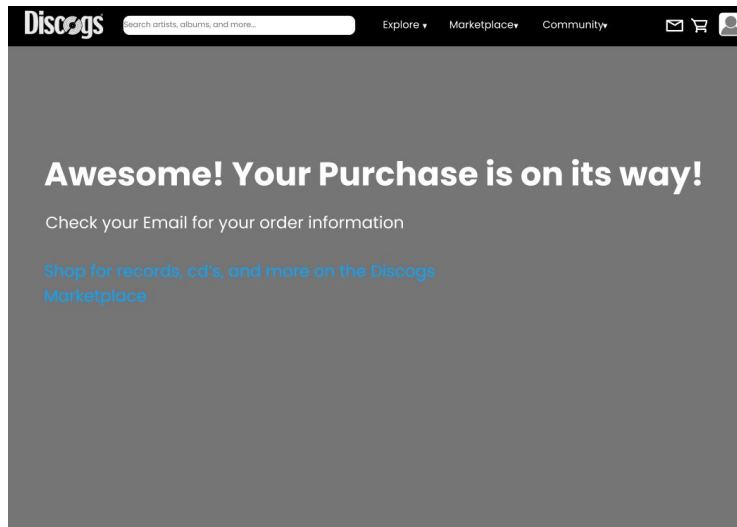 Discogs
Search artists, albums, and more...
Explore ▾
Marketplace▾
Community▾
Awesome! Your Purchase is on its way!
Check your Email for your order information
Shop for records, cd's, and more on the Discogs
Marketplace